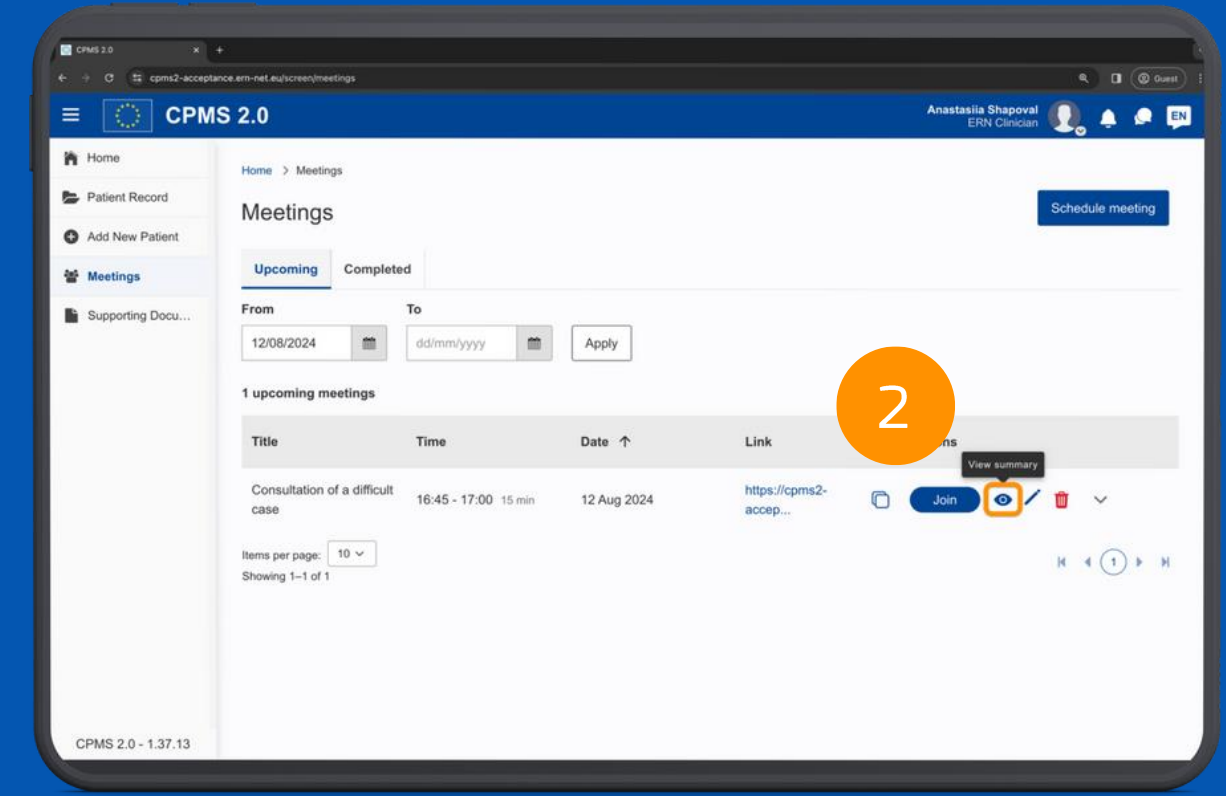 CPMS 2.0
cpms2-acceptance.ern-net.eu/screen/meetings
Guest
CPMS 2.0
Anastasiia Shapoval
ERN Clinician
EN
Home
Patient Record
Add New Patient
Meetings
Supporting Docu...
Home > Meetings
Meetings
Schedule meeting
Upcoming Completed
From To
12/08/2024 dd/mm/yyyy Apply
1 upcoming meetings
2
Title Time Date ↑ Link ns
View summary
Consultation of a difficult
case
16:45 - 17:00 15 min 12 Aug 2024
https://cpms2-
accep...
Join
Items per page: 10
Showing 1–1 of 1
1
CPMS 2.0 - 1.37.13